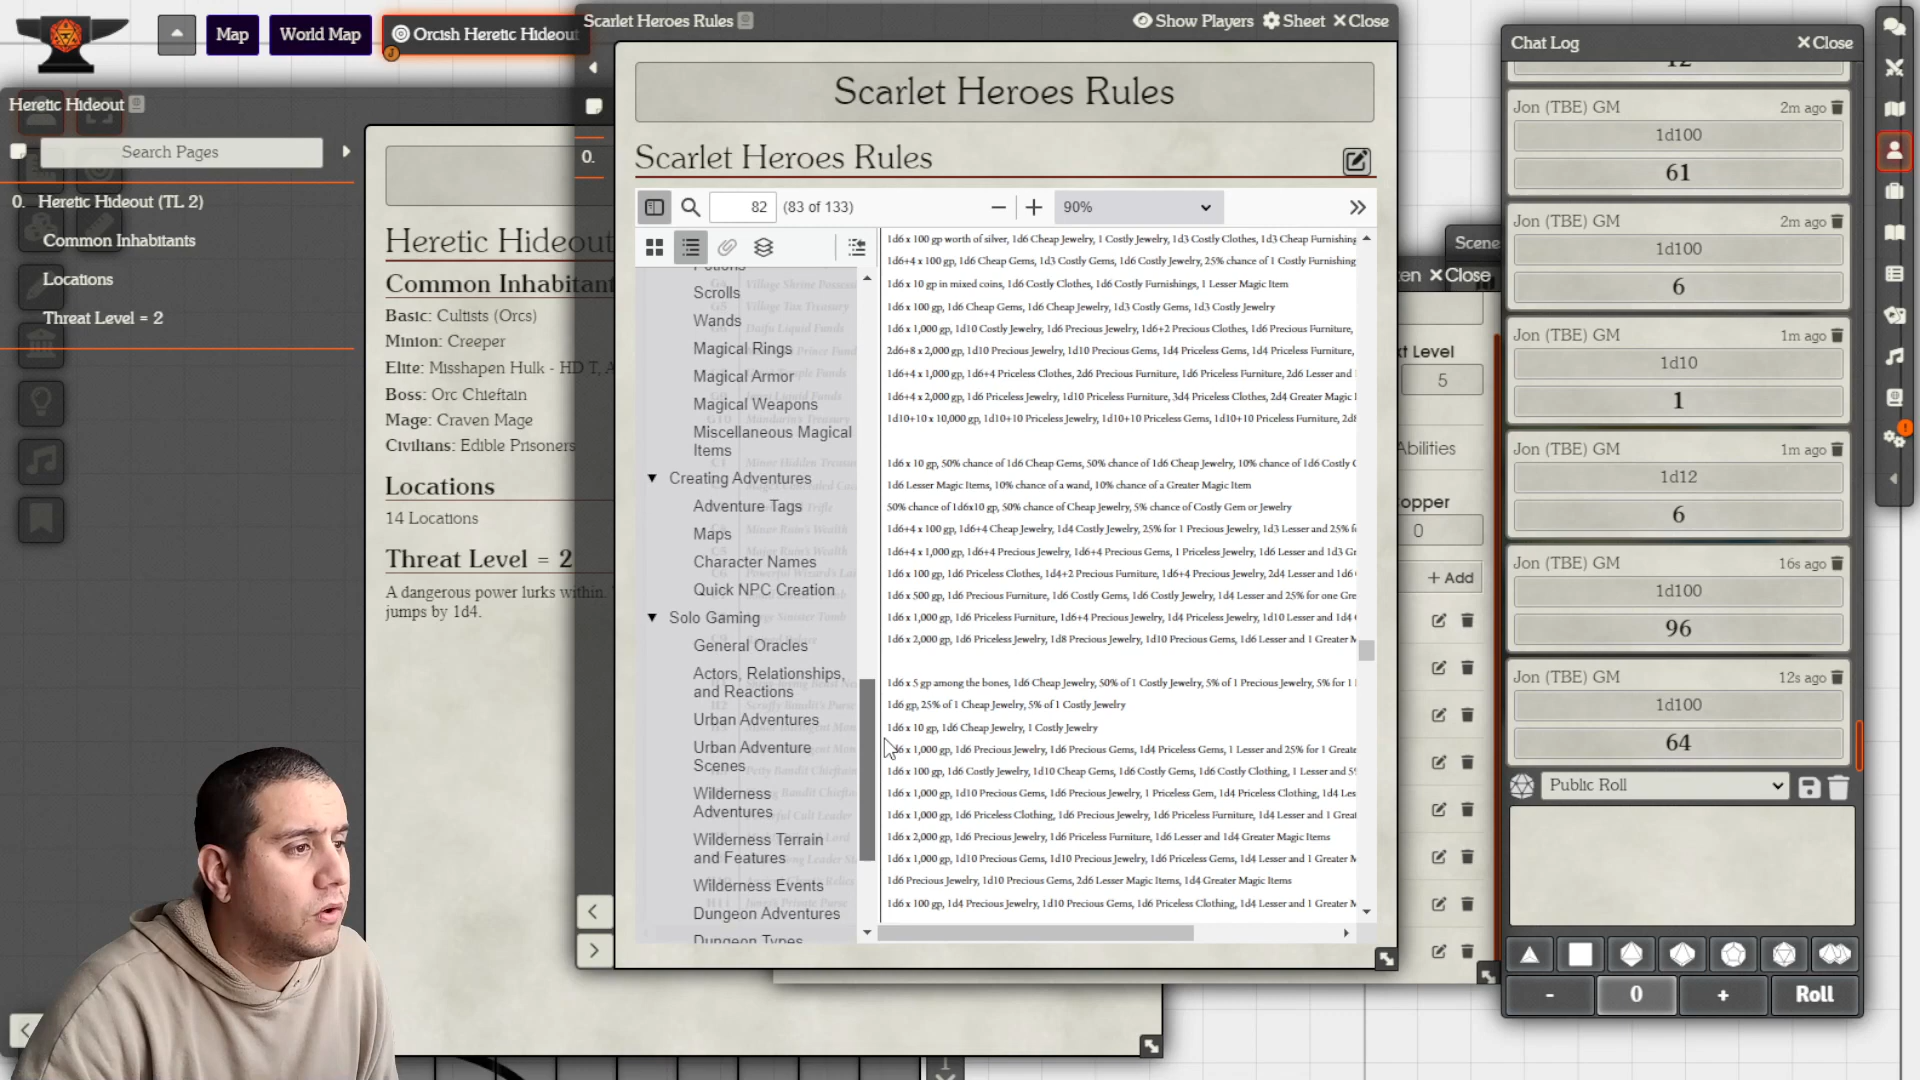 Map
World Map
Orcish Heretic Hideout
Scarlet Heroes Rules
Show Players
Sheet
Close
Chat Log
Close
Heretic Hideout
Search Pages
0. Heretic Hideout (TL 2)
Common Inhabitants
Locations
Threat Level = 2
Heretic Hideout
Common Inhabitant
Basic: Cultists (Orcs)
Minion: Creeper
Elite: Misshapen Hulk - HD T, A
Boss: Orc Chieftain
Mage: Craven Mage
Civilians: Edible Prisoners
Locations
14 Locations
Threat Level = 2
A dangerous power lurks within.
jumps by 1d4.
0.
Scarlet Heroes Rules
Scarlet Heroes Rules
82 (83 of 133)
90%
Potions
Scrolls
Wands
Magical Rings
Magical Armor
Magical Weapons
Miscellaneous Magical
Items
Creating Adventures
Adventure Tags
Maps
Character Names
Quick NPC Creation
Solo Gaming
General Oracles
Actors, Relationships,
and Reactions
Urban Adventures
Urban Adventure
Scenes
Wilderness
Adventures
Wilderness Terrain
and Features
Wilderness Events
Dungeon Adventures
Dungeon Types
1d6 x 100 gp worth of silver, 1d6 Cheap Jewelry, 1 Costly Jewelry, 1d3 Costly Clothes, 1d3 Cheap Furnishing
1d6+4 x 100 gp, 1d6 Cheap Gems, 1d3 Costly Gems, 1d6 Costly Jewelry, 25% chance of 1 Costly Furnishing
1d6 x 10 gp in mixed coins, 1d6 Costly Clothes, 1d6 Costly Furnishings, 1 Lesser Magic Item
1d6 x 100 gp, 1d6 Cheap Gems, 1d6 Cheap Jewelry, 1d3 Costly Gems, 1d3 Costly Jewelry
1d6 x 1,000 gp, 1d10 Costly Jewelry, 1d6 Precious Jewelry, 1d6+2 Precious Clothes, 1d6 Precious Furniture,
2d6+8 x 2,000 gp, 1d10 Precious Jewelry, 1d10 Precious Gems, 1d4 Priceless Gems, 1d4 Priceless Furniture,
1d6+4 x 1,000 gp, 1d6+4 Priceless Clothes, 2d6 Precious Furniture, 1d6 Priceless Furniture, 2d6 Lesser and
1d6+4 x 2,000 gp, 1d6 Priceless Jewelry, 1d10 Priceless Furniture, 3d4 Priceless Clothes, 2d4 Greater Magic
1d10+10 x 10,000 gp, 1d10+10 Priceless Jewelry, 1d10+10 Priceless Gems, 1d10+10 Priceless Furniture, 2d8
1d6 x 10 gp, 50% chance of 1d6 Cheap Gems, 50% chance of 1d6 Cheap Jewelry, 10% chance of 1d6 Costly
1d6 Lesser Magic Items, 10% chance of a wand, 10% chance of a Greater Magic Item
50% chance of 1d6x10 gp, 50% chance of Cheap Jewelry, 5% chance of Costly Gem or Jewelry
1d6+4 x 100 gp, 1d6+4 Cheap Jewelry, 1d4 Costly Jewelry, 25% for 1 Precious Jewelry, 1d3 Lesser and 25%
1d6+4 x 1,000 gp, 1d6+4 Precious Jewelry, 1d6+4 Precious Gems, 1 Priceless Jewelry, 1d6 Lesser and 1d3
1d6 x 100 gp, 1d6 Priceless Clothes, 1d4+2 Precious Furniture, 1d6+4 Precious Jewelry, 2d4 Lesser and 1d6
1d6 x 500 gp, 1d6 Precious Furniture, 1d6 Costly Gems, 1d6 Costly Jewelry, 1d4 Lesser and 25% for one
1d6 x 1,000 gp, 1d6 Priceless Furniture, 1d6+4 Precious Jewelry, 1d4 Priceless Jewelry, 1d10 Lesser and 1d4
1d6 x 2,000 gp, 1d6 Priceless Jewelry, 1d8 Precious Jewelry, 1d10 Precious Gems, 1d6 Lesser and 1 Greater
1d6 x 5 gp among the bones, 1d6 Cheap Jewelry, 50% of 1 Costly Jewelry, 5% of 1 Precious Jewelry, 5% for 1
1d6 gp, 25% of 1 Cheap Jewelry, 5% of 1 Costly Jewelry
1d6 x 10 gp, 1d6 Cheap Jewelry, 1 Costly Jewelry
x 1,000 gp, 1d6 Precious Jewelry, 1d6 Precious Gems, 1d4 Priceless Gems, 1 Lesser and 25% for 1 Greate
1d6 x 100 gp, 1d6 Costly Jewelry, 1d10 Cheap Gems, 1d6 Costly Gems, 1d6 Costly Clothing, 1 Lesser and
1d6 x 1,000 gp, 1d10 Precious Gems, 1d6 Precious Jewelry, 1 Priceless Gem, 1d4 Priceless Clothing, 1d4 Les
1d6 x 1,000 gp, 1d6 Priceless Clothing, 1d6 Precious Jewelry, 1d6 Priceless Furniture, 1d4 Lesser and 1
1d6 x 2,000 gp, 1d6 Precious Jewelry, 1d6 Priceless Furniture, 1d6 Lesser and 1d4 Greater Magic Items
1d6 x 1,000 gp, 1d10 Precious Gems, 1d10 Precious Jewelry, 1d6 Priceless Gems, 1d4 Lesser and 1 Greater
1d6 Precious Jewelry, 1d10 Precious Gems, 2d6 Lesser Magic Items, 1d4 Greater Magic Items
1d6 x 100 gp, 1d4 Precious Jewelry, 1d10 Precious Gems, 1d6 Priceless Clothing, 1d4 Lesser and 1 Greater
Scene
Close
xt Level
5
Abilities
opper
0
+ Add
12
Jon (TBE) GM 2m ago
1d100
61
Jon (TBE) GM 2m ago
1d100
6
Jon (TBE) GM 1m ago
1d10
1
Jon (TBE) GM 1m ago
1d12
6
Jon (TBE) GM 16s ago
1d100
96
Jon (TBE) GM 12s ago
1d100
64
Public Roll
- 0 + Roll